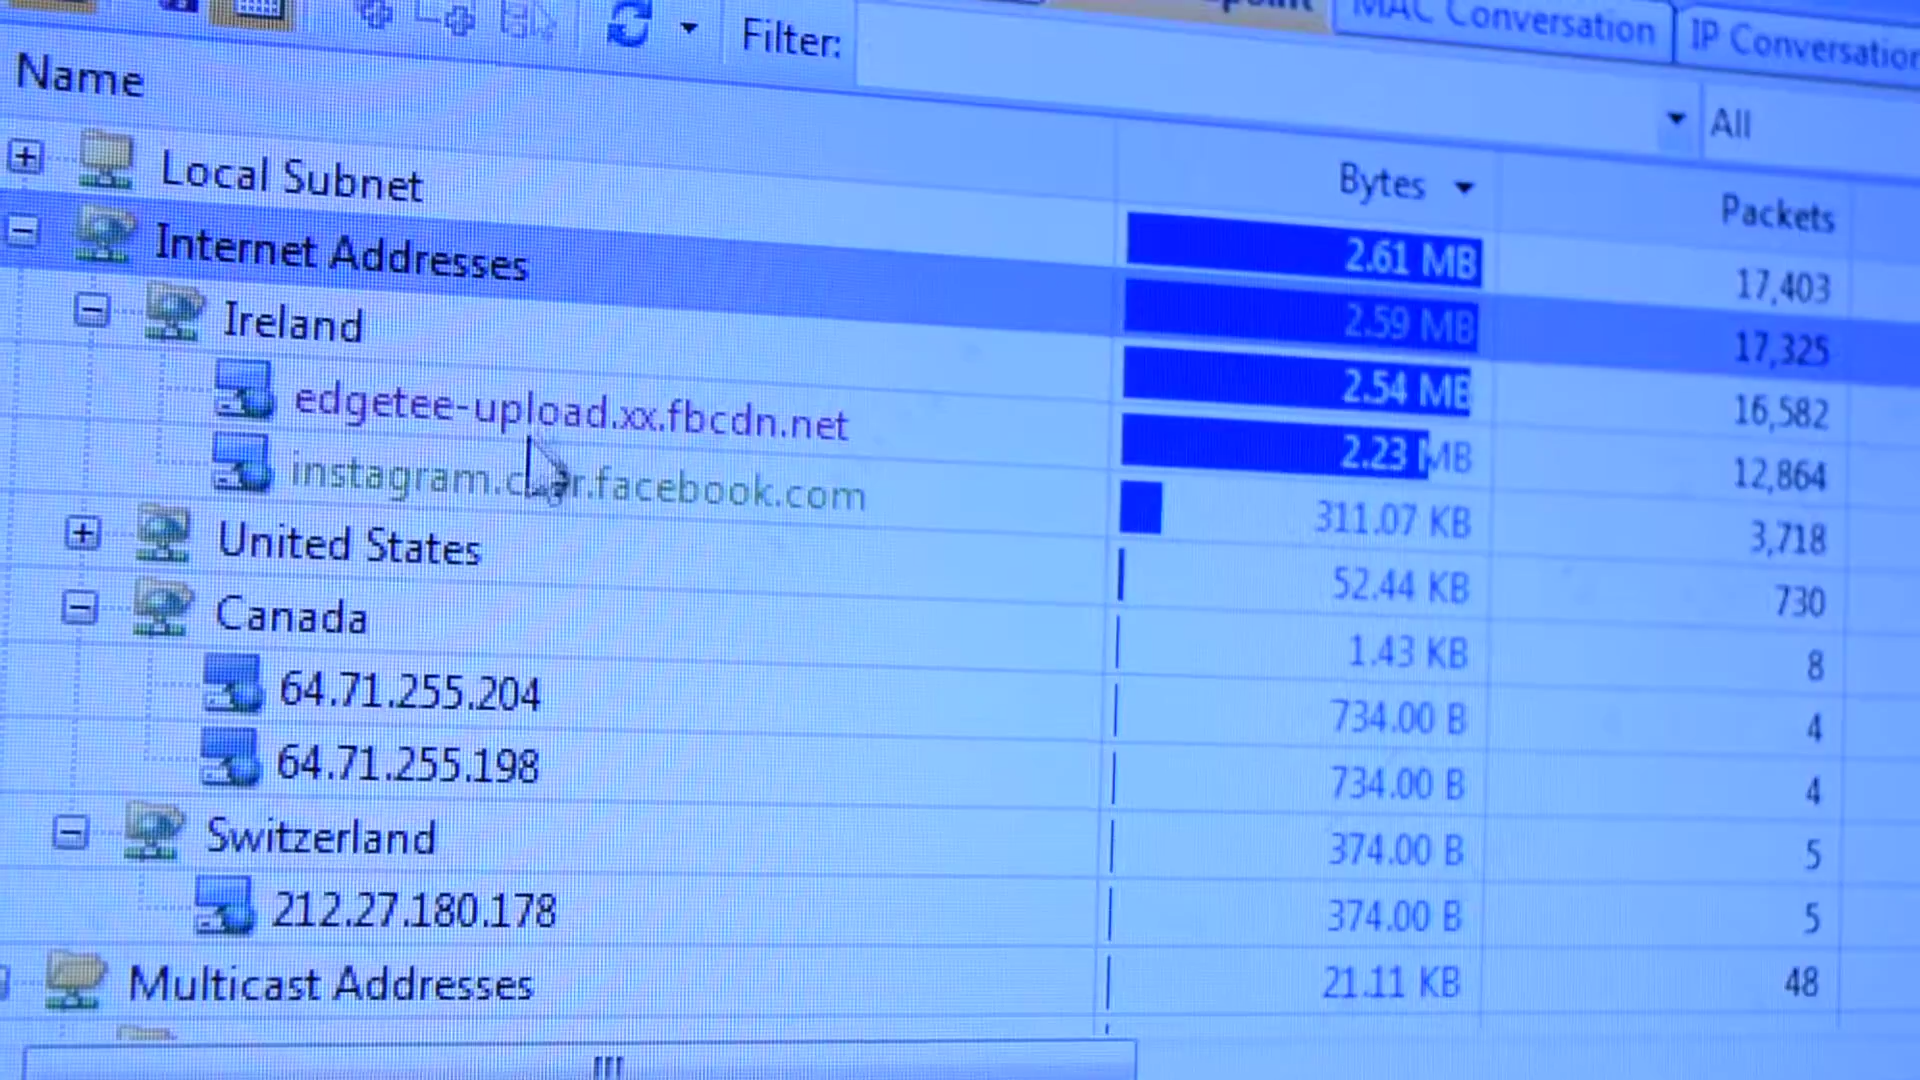 MAC Conversation IP Conversation
Filter:
All
Name Bytes Packets
Local Subnet 2.61 MB 17,403
Internet Addresses 2.59 MB 17,325
Ireland 2.54 MB 16,582
edgetee-upload.xx.fbcdn.net 2.23 MB 12,864
facebook.com 311.07 KB 3,718
United States 52.44 KB 730
Canada 1.43 KB 8
64.71.255.204 734.00 B 4
64.71.255.198 734.00 B 4
Switzerland 374.00 B 5
212.27.180.178 374.00 B 5
Multicast Addresses 21.11 KB 48